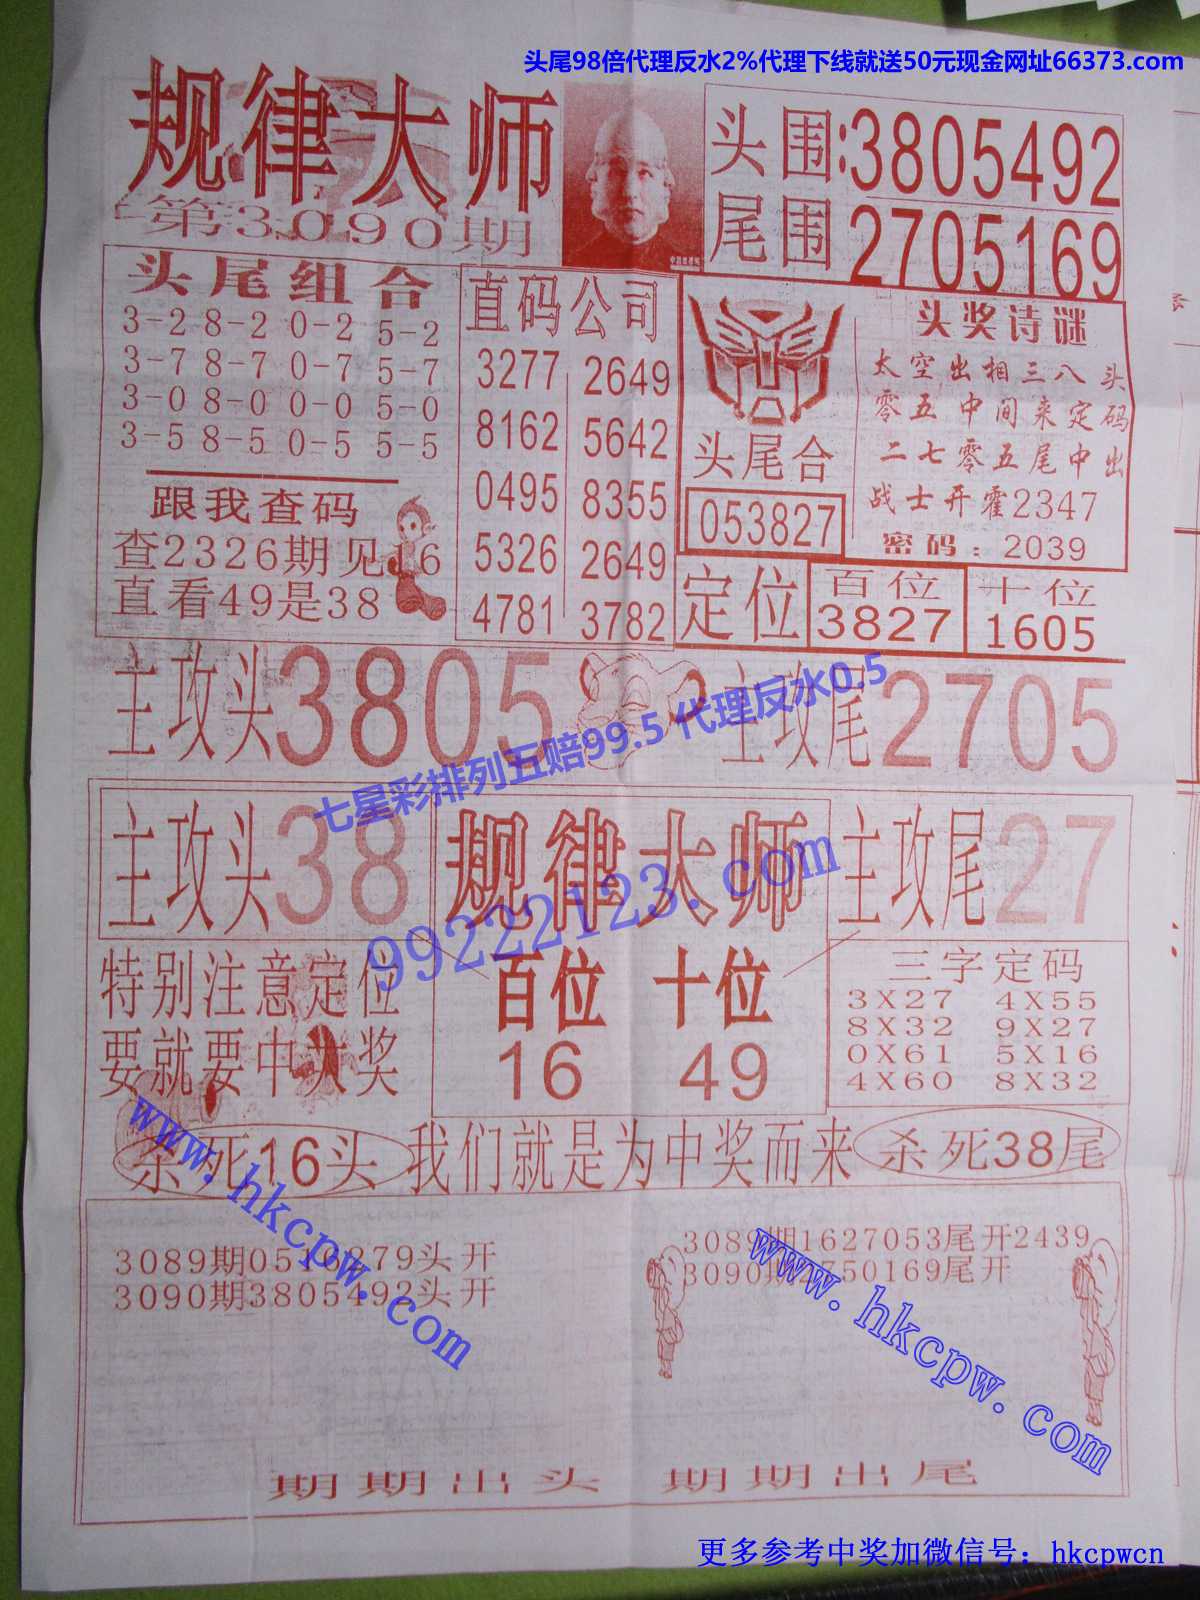 头尾98倍代理反水2%代理下线就送50元现金网址66373.com
规律大师
第3090期
头围:3805492
尾围2705169
头尾组合
3-2 8-2 0-2 5-2
3-7 8-7 0-7 5-7
3-0 8-0 0-0 5-0
3-5 8-5 0-5 5-5
跟我查码
查2326期见16
直看49是38
直码公司
3277 2649
8162 5642
0495 8355
5326 2649
4781 3782
头尾合
053827
头奖诗谜
太空出相三八头
零五中间来定码
二七零五尾中出
战士开霍2347
密码：2039
定位
百位
3827
十位
1605
主攻头3805
主攻尾2705
七星彩排列五赔99.5 代理反水0.5
99222123.com
主攻头38
规律大师
主攻尾27
特别注意定位
要就要中大奖
百位 十位
16 49
三字定码
3X27 4X55
8X32 9X27
0X61 5X16
4X60 8X32
杀死16头
我们就是为中奖而来
杀死38尾
www.hkcpw.com
www.hkcpw.com
3089期0516279头开
3090期3805492头开
3089期1627053尾开2439
3090期2750169尾开
期期出头 期期出尾
更多参考中奖加微信号：hkcpwcn